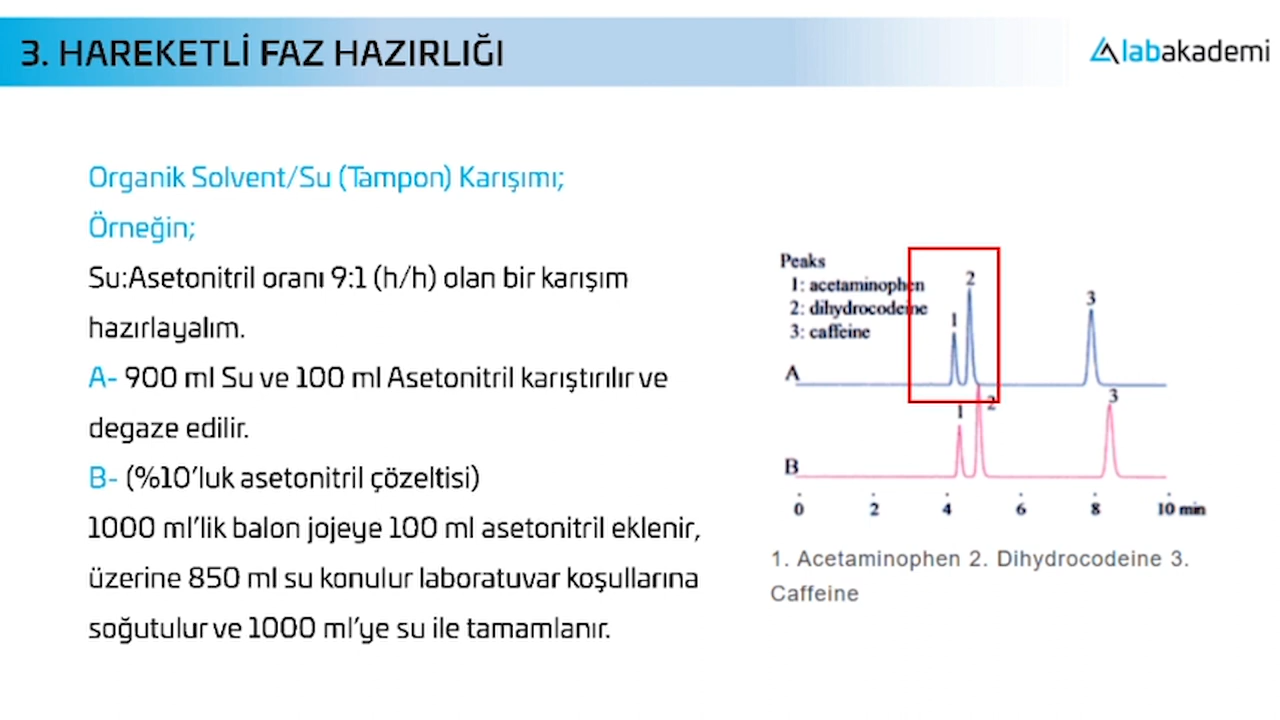 3. HAREKETLİ FAZ HAZIRLIĞI
labakademi
Organik Solvent/Su (Tampon) Karışımı;
Örneğin;
Su:Asetonitril oranı 9:1 (h/h) olan bir karışım
hazırlayalım.
A- 900 ml Su ve 100 ml Asetonitril karıştırılır ve
degaze edilir.
B- (%10'luk asetonitril çözeltisi)
1000 ml'lik balon jojeye 100 ml asetonitril eklenir,
üzerine 850 ml su konulur laboratuvar koşullarına
soğutulur ve 1000 ml'ye su ile tamamlanır.
Peaks
1: acetaminophen
2: dihydrocodeine
3: caffeine
1
2
3
A
1
2
3
B
0 2 4 6 8 10 min
1. Acetaminophen 2. Dihydrocodeine 3.
Caffeine